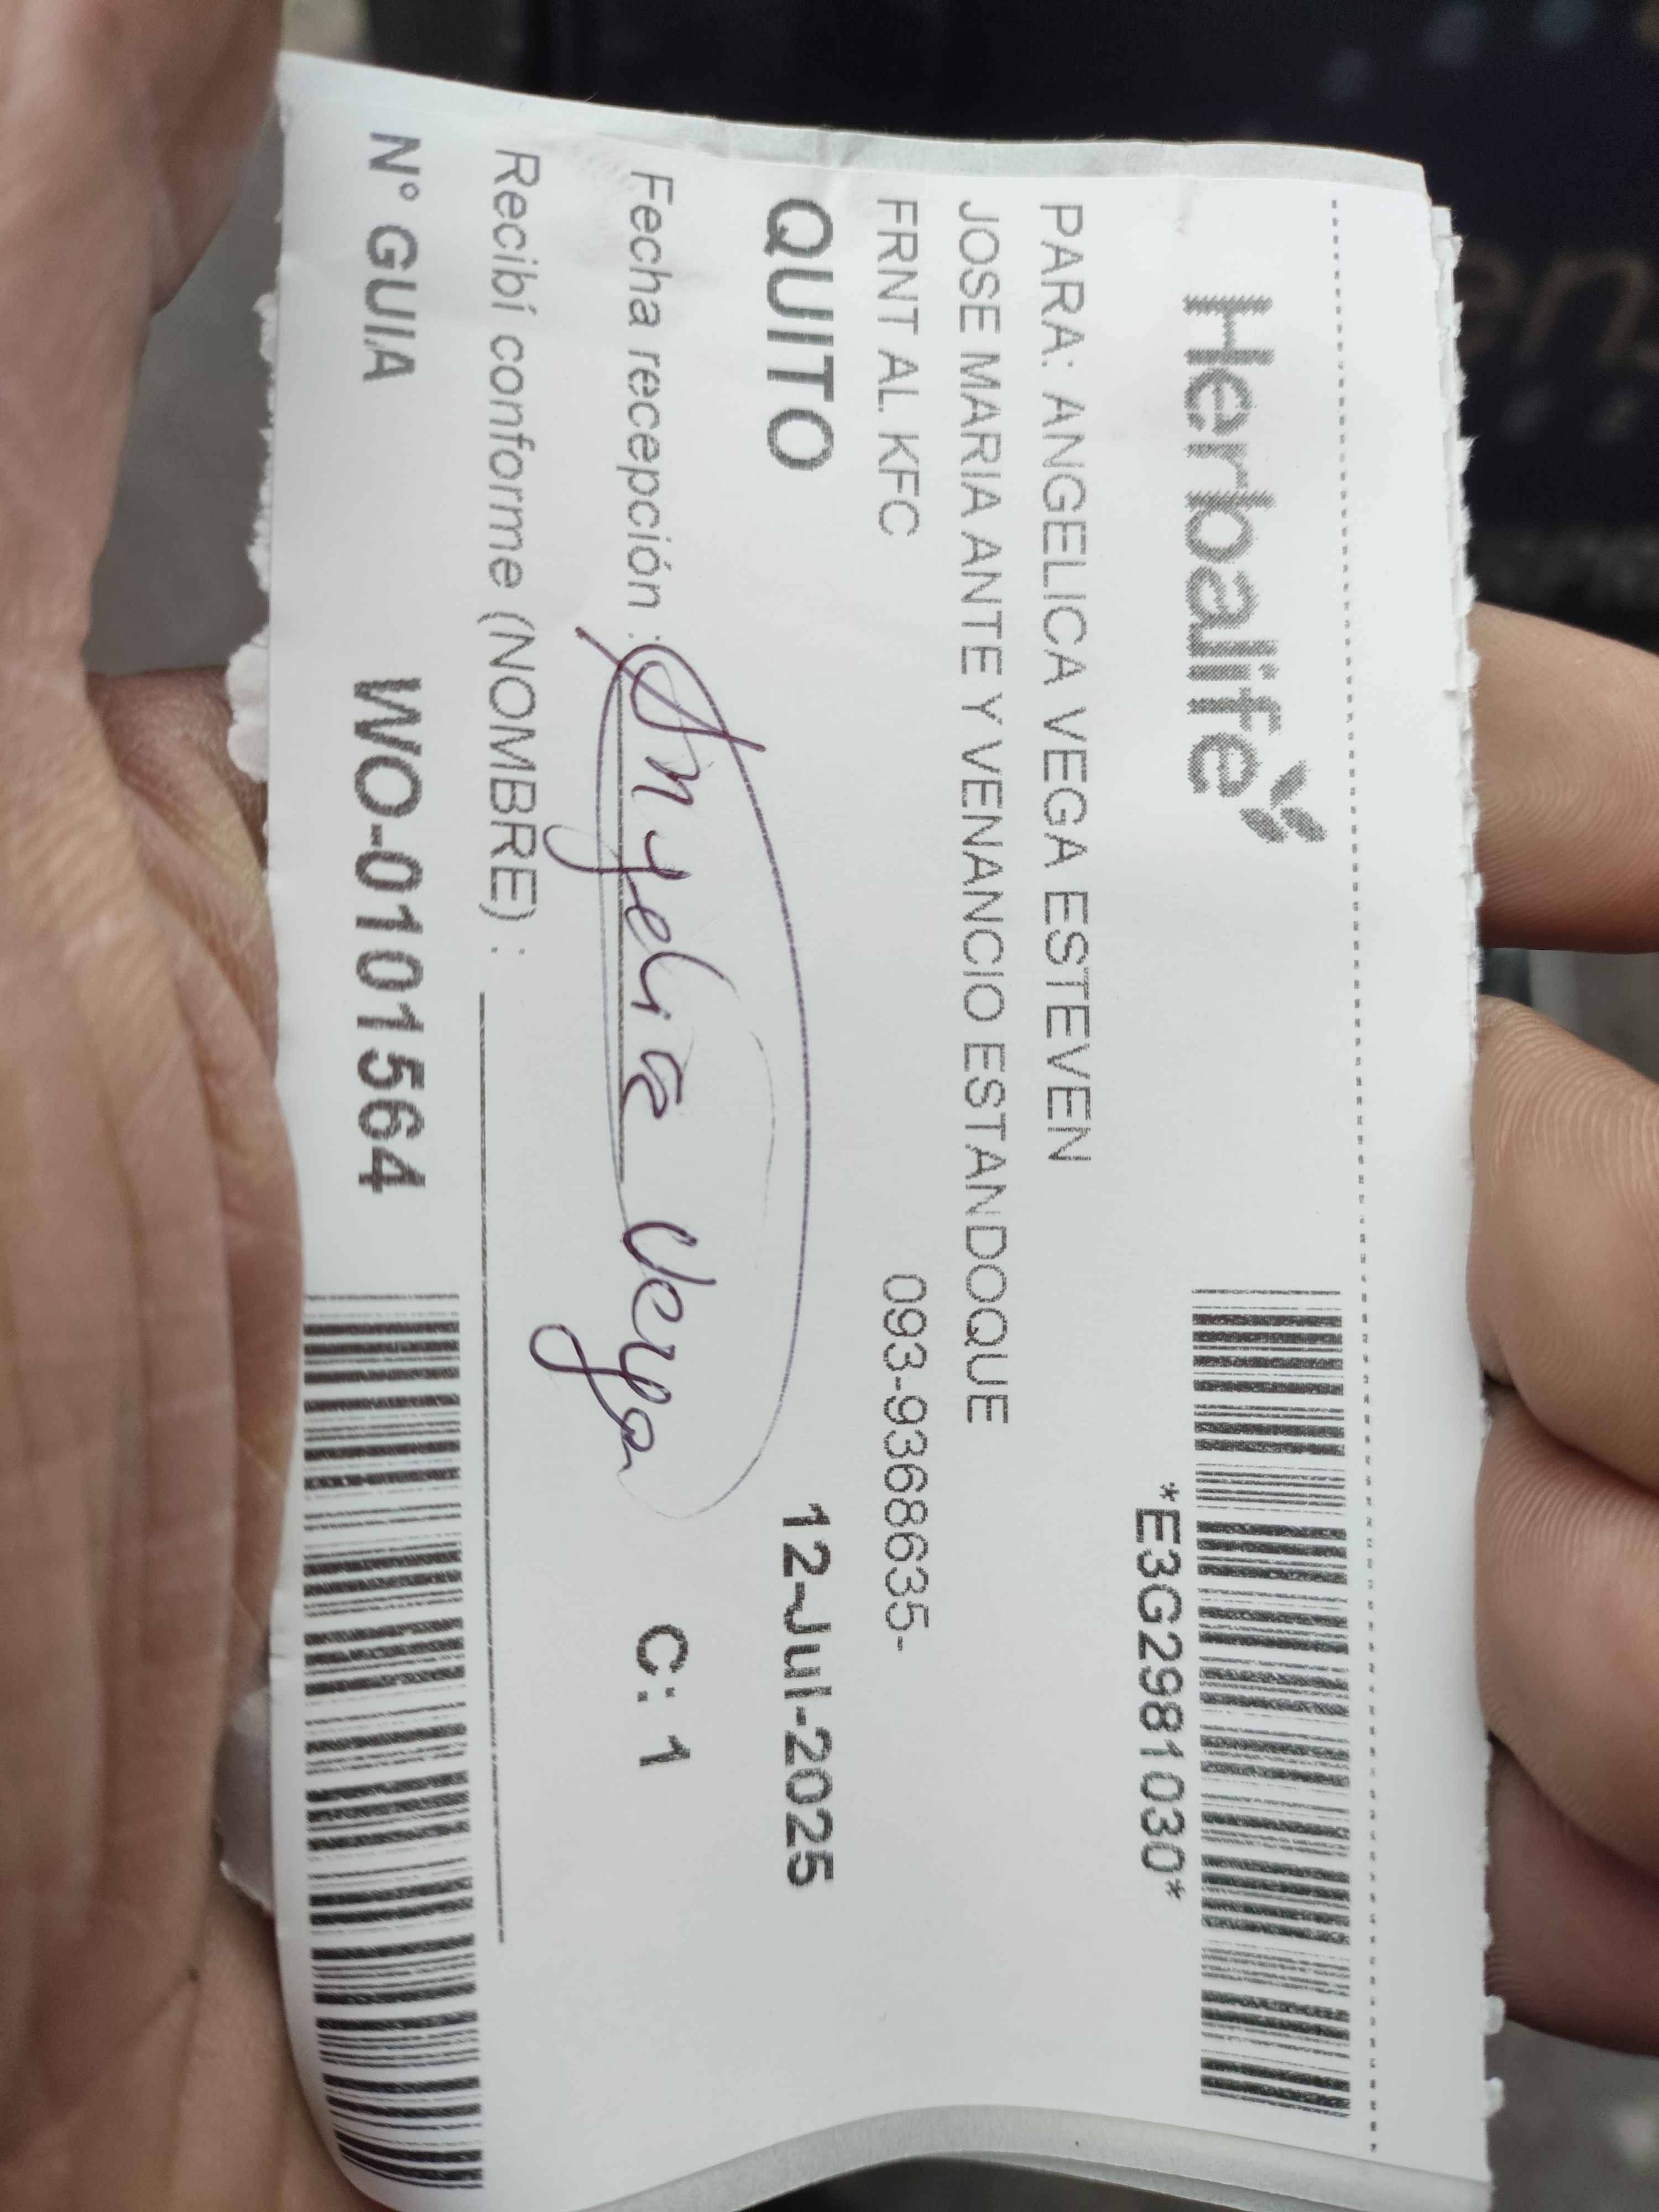 Herbalife
*E3G2981030*
PARA: ANGELICA VEGA ESTEVEN
JOSE MARIA ANTE Y VENANCIO ESTANDOQUE
FRNT AL KFC 093-9368635-
QUITO 12-Jul-2025
Fecha recepción : Angelica Vega C: 1
Recibí conforme (NOMBRE) :
N° GUIA WO-0101564